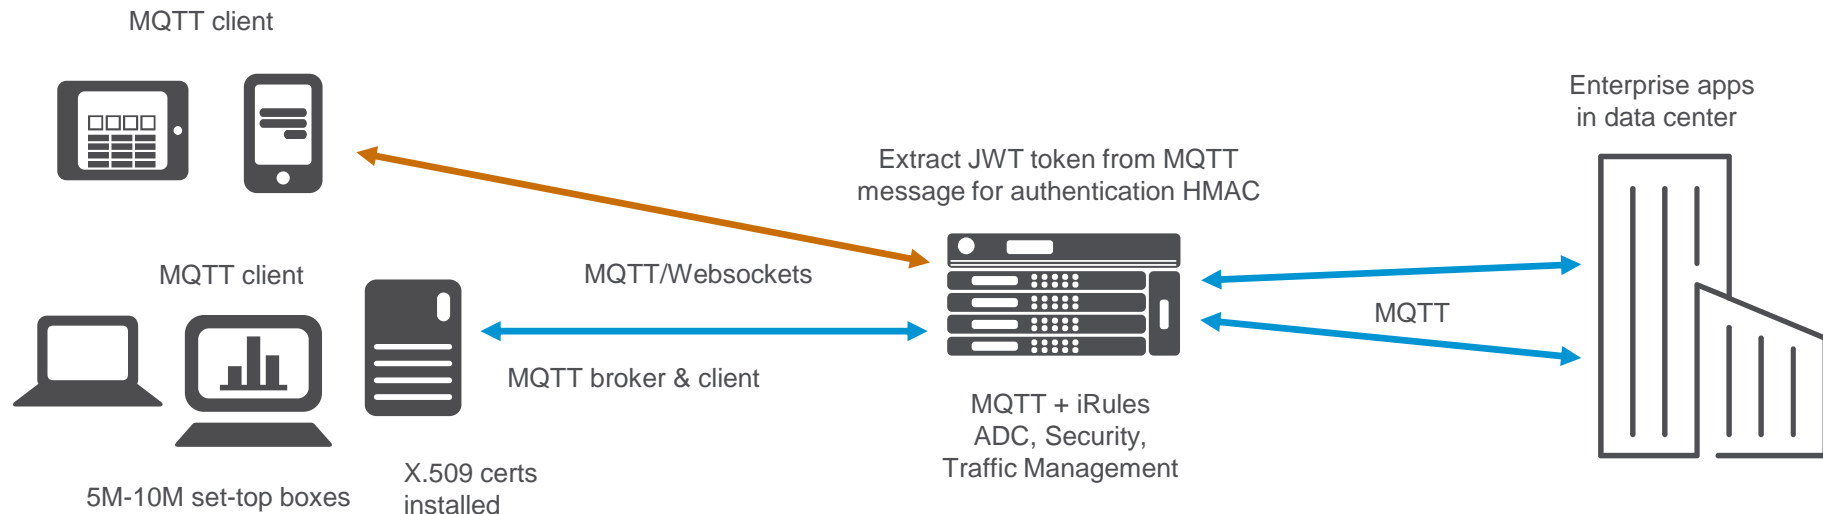 MQTT client
Enterprise apps
in data center
Extract JWT token from MQTT
message for authentication HMAC
MQTT client
MQTT/Websockets
MQTT
MQTT broker & client
MQTT + iRules
ADC, Security,
Traffic Management
X.509 certs
installed
5M-10M set-top boxes